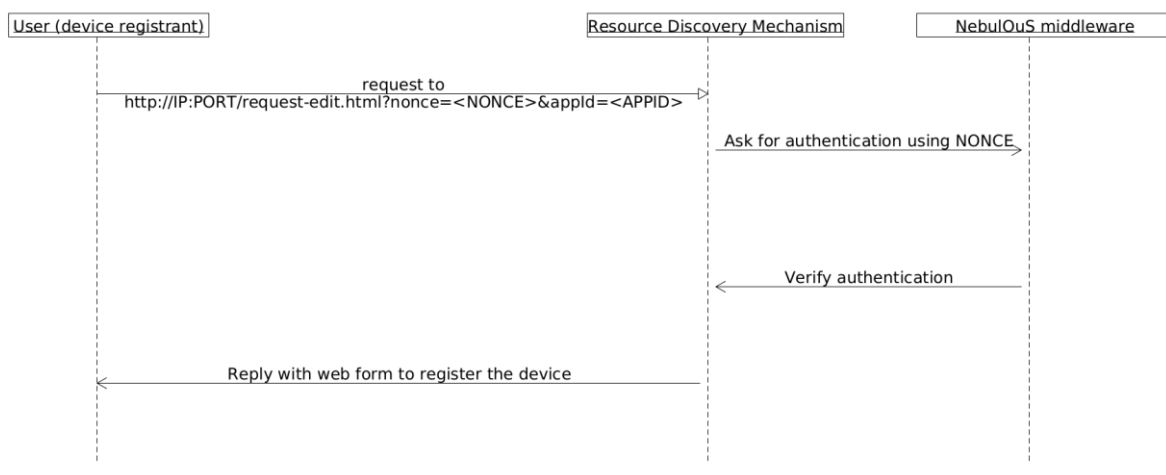 User (device registrant)
Resource Discovery Mechanism
NebulOuS middleware
request to
http://IP:PORT/request-edit.html?nonce=<NONCE>&appId=<APPID>
Ask for authentication using NONCE
Verify authentication
Reply with web form to register the device